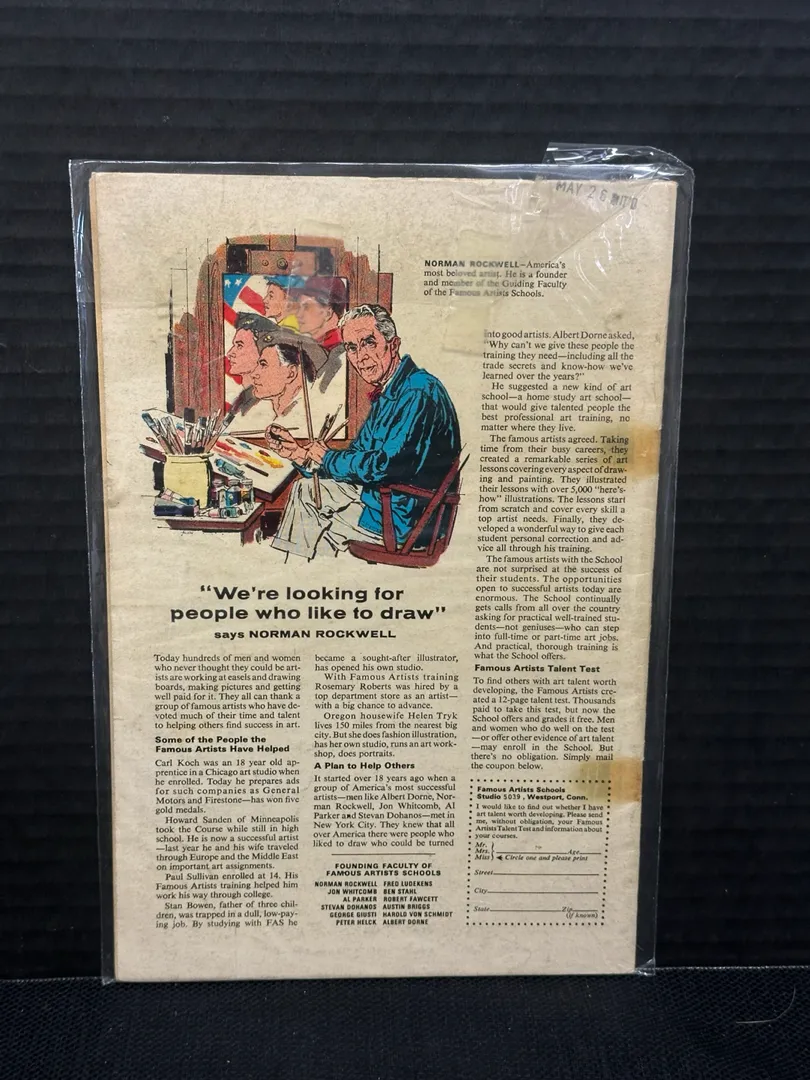 MAY 26
NORMAN ROCKWELL—America's
most beloved artist. He is a founder
and member of the Guiding Faculty
of the Famous Artists Schools.
"We're looking for
people who like to draw"
says NORMAN ROCKWELL
Today hundreds of men and women
who never thought they could be art-
ists are working at easels and drawing
boards, making pictures and getting
well paid for it. They all can thank a
group of famous artists who have de-
voted much of their time and talent
to helping others find success in art.
Some of the People the
Famous Artists Have Helped
Carl Koch was an 18 year old ap-
prentice in a Chicago art studio when
he enrolled. Today he prepares ads
for such companies as General
Motors and Firestone—has won five
gold medals.
Howard Sanden of Minneapolis
took the Course while still in high
school. He is now a successful artist
—last year he and his wife traveled
through Europe and the Middle East
on important art assignments.
Paul Sullivan enrolled at 14. His
Famous Artists training helped him
work his way through college.
Stan Bowen, father of three chil-
dren, was trapped in a dull, low-pay-
ing job. By studying with FAS he
became a sought-after illustrator,
has opened his own studio.
With Famous Artists training
Rosemary Roberts was hired by a
top department store as an artist—
with a big chance to advance.
Oregon housewife Helen Tryk
lives 150 miles from the nearest big
city. But she does fashion illustration,
has her own studio, runs an art work-
shop, does portraits.
A Plan to Help Others
It started over 18 years ago when a
group of America's most successful
artists—men like Albert Dorne, Nor-
man Rockwell, Jon Whitcomb, Al
Parker and Stevan Dohanos—met in
New York City. They knew that all
over America there were people who
liked to draw who could be turned
FOUNDING FACULTY OF
FAMOUS ARTISTS SCHOOLS
NORMAN ROCKWELL FRED LUDEKENS
JON WHITCOMB BEN STAHL
AL PARKER ROBERT FAWCETT
STEVAN DOHANOS AUSTIN BRIGGS
GEORGE GIUSTI HAROLD VON SCHMIDT
PETER HELCK ALBERT DORNE
into good artists. Albert Dorne asked,
"Why can't we give these people the
training they need—including all the
trade secrets and know-how we've
learned over the years?"
He suggested a new kind of art
school—a home study art school—
that would give talented people the
best professional art training, no
matter where they live.
The famous artists agreed. Taking
time from their busy careers, they
created a remarkable series of art
lessons covering every aspect of draw-
ing and painting. They illustrated
their lessons with over 5,000 "here's-
how" illustrations. The lessons start
from scratch and cover every skill a
top artist needs. Finally, they de-
veloped a wonderful way to give each
student personal correction and ad-
vice all through his training.
The famous artists with the School
are not surprised at the success of
their students. The opportunities
open to successful artists today are
enormous. The School continually
gets calls from all over the country
asking for practical well-trained stu-
dents—not geniuses—who can step
into full-time or part-time art jobs.
And practical, thorough training is
what the School offers.
Famous Artists Talent Test
To find others with art talent worth
developing, the Famous Artists cre-
ated a 12-page talent test. Thousands
paid to take this test, but now the
School offers and grades it free. Men
and women who do well on the test
—or offer other evidence of art talent
—may enroll in the School. But
there's no obligation. Simply mail
the coupon below.
Famous Artists Schools
Studio 5039, Westport, Conn.
I would like to find out whether I have
art talent worth developing. Please send
me, without obligation, your Famous
Artists Talent Test and information about
your courses.
Mr.
Mrs. Age
Miss Circle one and please print
Street
City
State Zip
(if known)